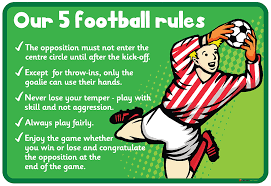 Our 5 football rules
The opposition must not enter the
centre circle until after the kick-off.
Except for throw-ins, only the
goalie can use their hands.
Never lose your temper - play with
skill and not aggression.
Always play fairly.
Enjoy the game whether
you win or lose and congratulate
the opposition at the
end of the game.